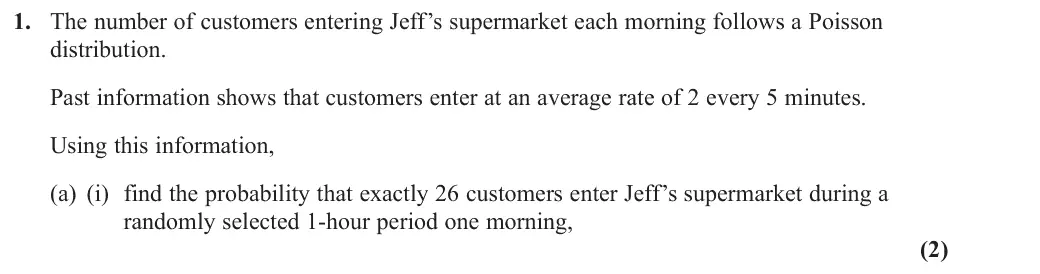 1. The number of customers entering Jeff’s supermarket each morning follows a Poisson
distribution.
Past information shows that customers enter at an average rate of 2 every 5 minutes.
Using this information,
(a) (i) find the probability that exactly 26 customers enter Jeff’s supermarket during a
randomly selected 1-hour period one morning,
(2)